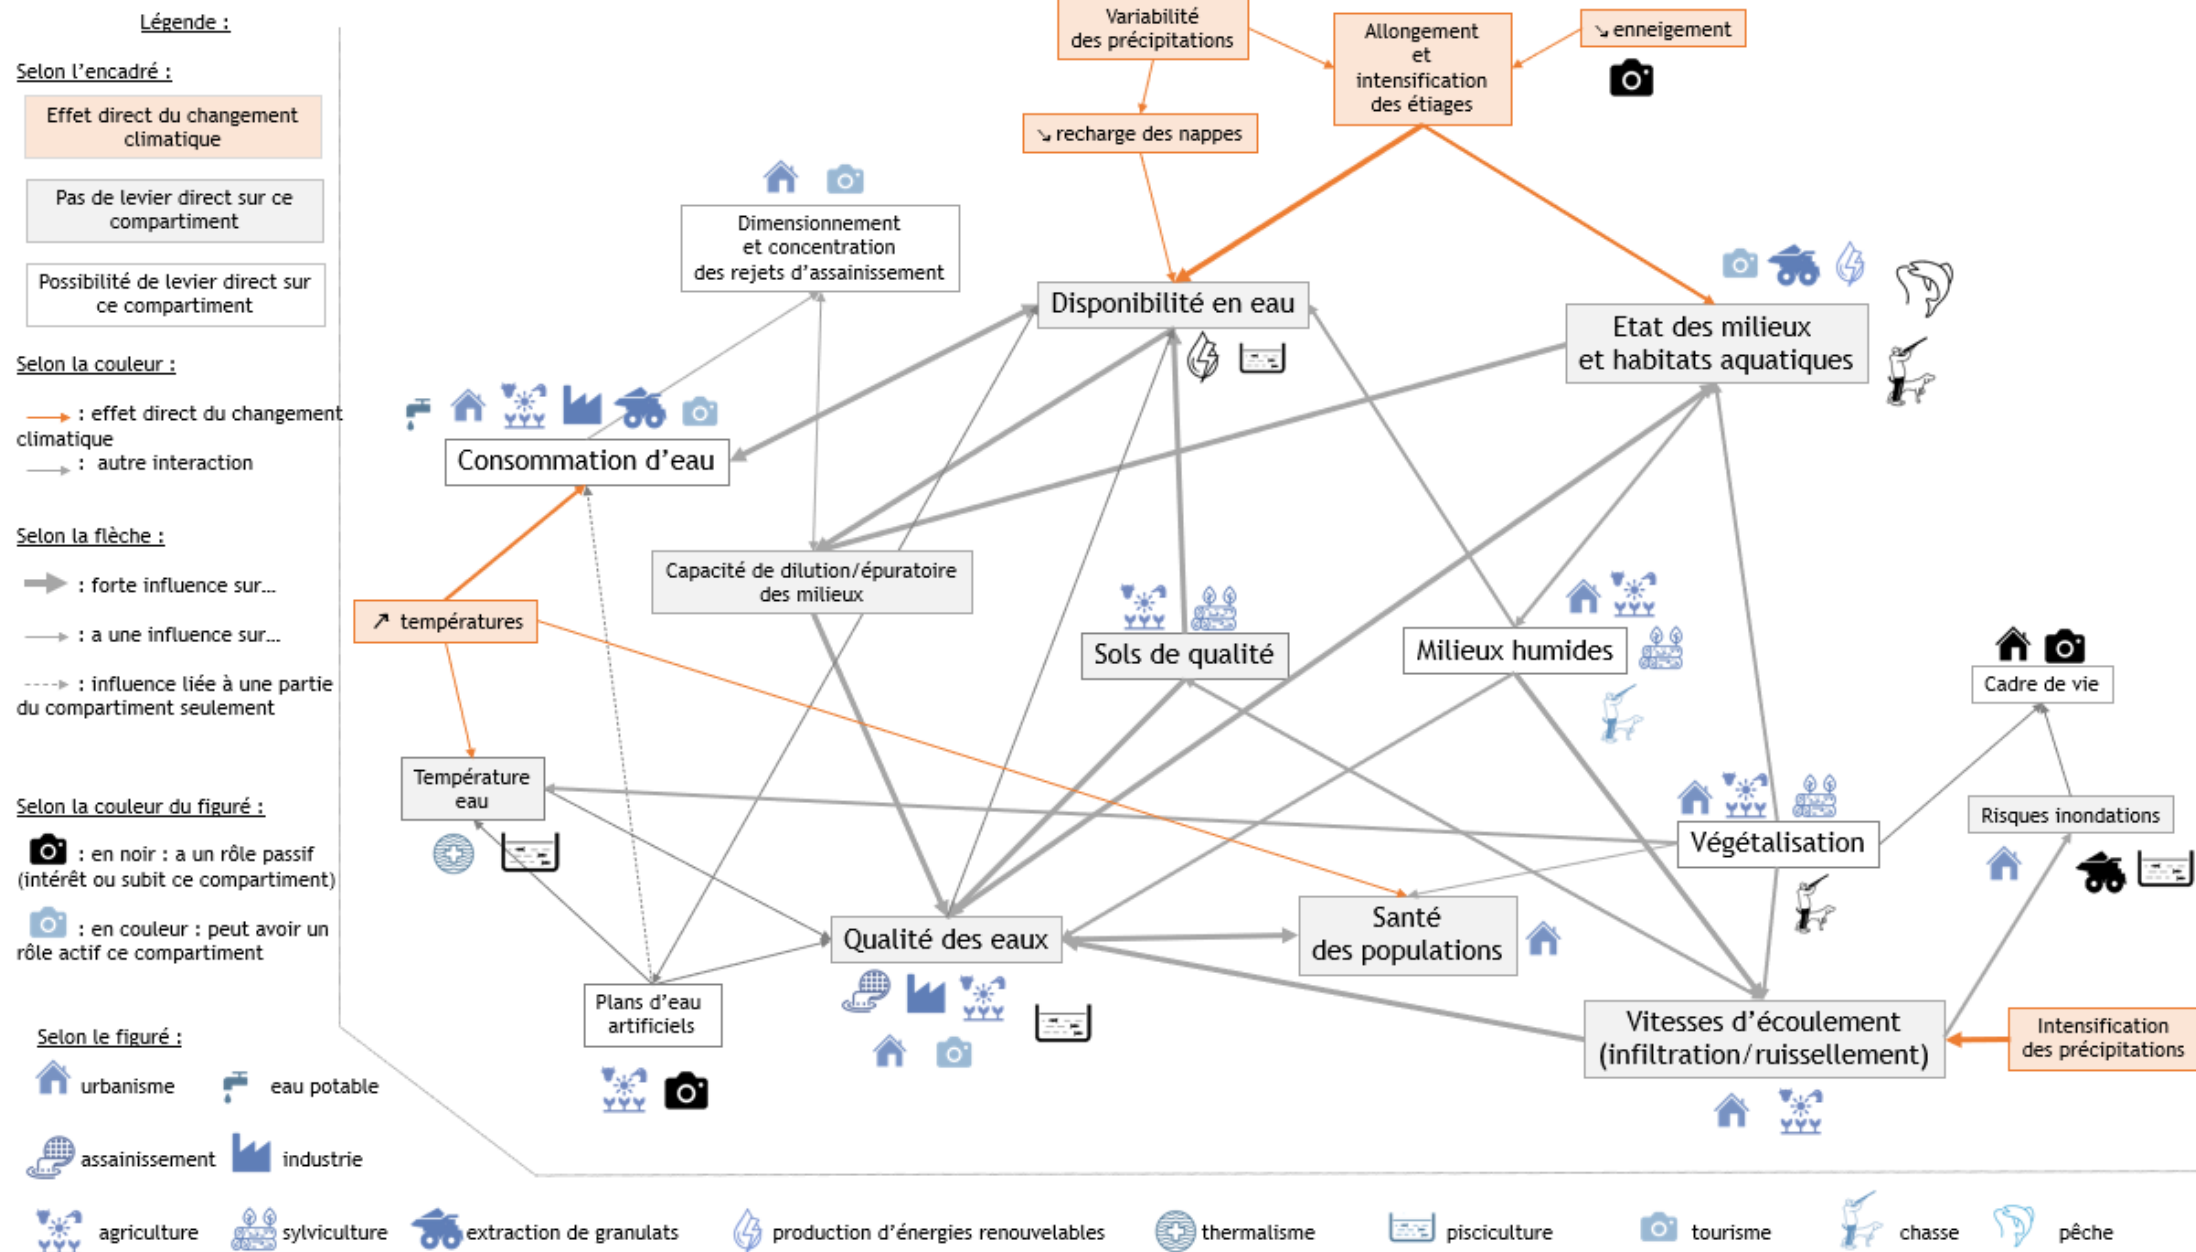 Légende :
Selon l'encadré :
Effet direct du changement
climatique
Pas de levier direct sur ce
compartiment
Possibilité de levier direct sur
ce compartiment
Selon la couleur :
: effet direct du changement
climatique
: autre interaction
Selon la flèche :
: forte influence sur...
: a une influence sur...
: influence liée à une partie
du compartiment seulement
Selon la couleur du figuré :
: en noir : a un rôle passif
(intérêt ou subit ce compartiment)
: en couleur : peut avoir un
rôle actif ce compartiment
Selon le figuré :
urbanisme
eau potable
assainissement
industrie
agriculture
sylviculture
extraction de granulats
production d'énergies renouvelables
thermalisme
pisciculture
tourisme
chasse
pêche
Variabilité
des précipitations
Allongement
et
intensification
des étiages
↘ enneigement
↘ recharge des nappes
Dimensionnement
et concentration
des rejets d'assainissement
Disponibilité en eau
Etat des milieux
et habitats aquatiques
Consommation d'eau
Capacité de dilution/épuratoire
des milieux
↗ températures
Sols de qualité
Milieux humides
Cadre de vie
Température
eau
Risques inondations
Végétalisation
Qualité des eaux
Santé
des populations
Plans d'eau
artificiels
Vitesses d'écoulement
(infiltration/ruissellement)
Intensification
des précipitations